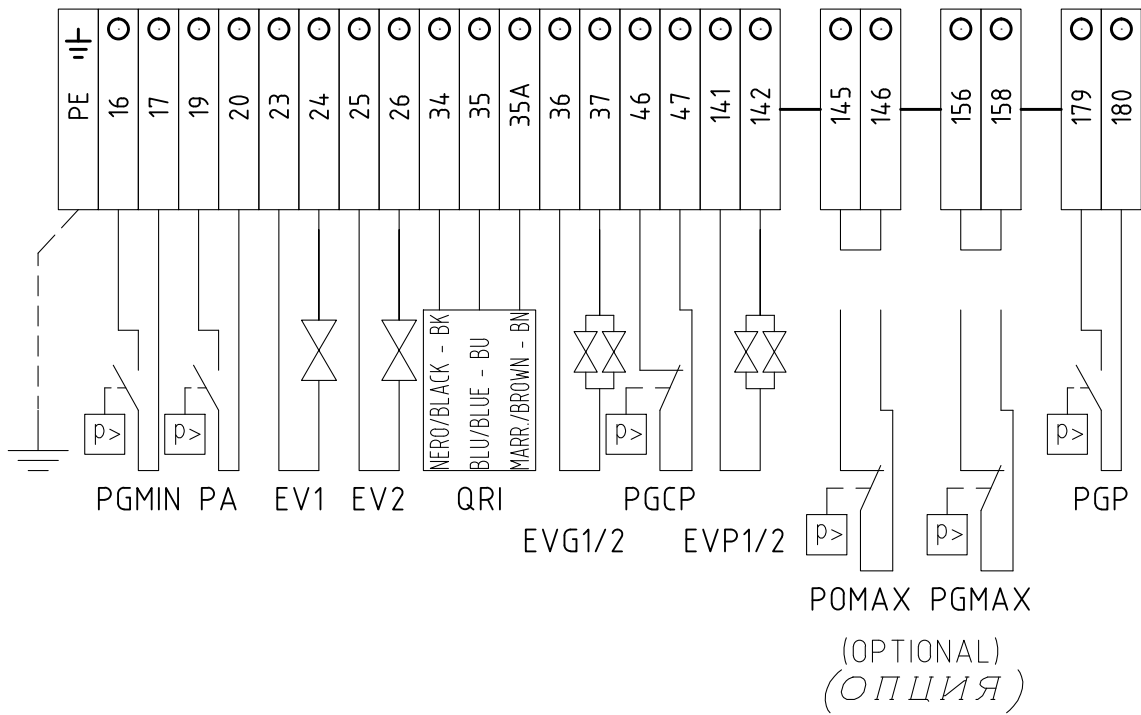 PE 16 17 19 20 23 24 25 26 34 35 35A 36 37 46 47 141 142 145 146 156 158 179 180
NERO/BLACK - BK
BLU/BLUE - BU
MARR./BROWN - BN
p> p> p> p> p> p>
PGMIN PA EV1 EV2 QRI PGCP PGP
EVG1/2 EVP1/2
POMAX PGMAX
(OPTIONAL)
(ОПЦИЯ)